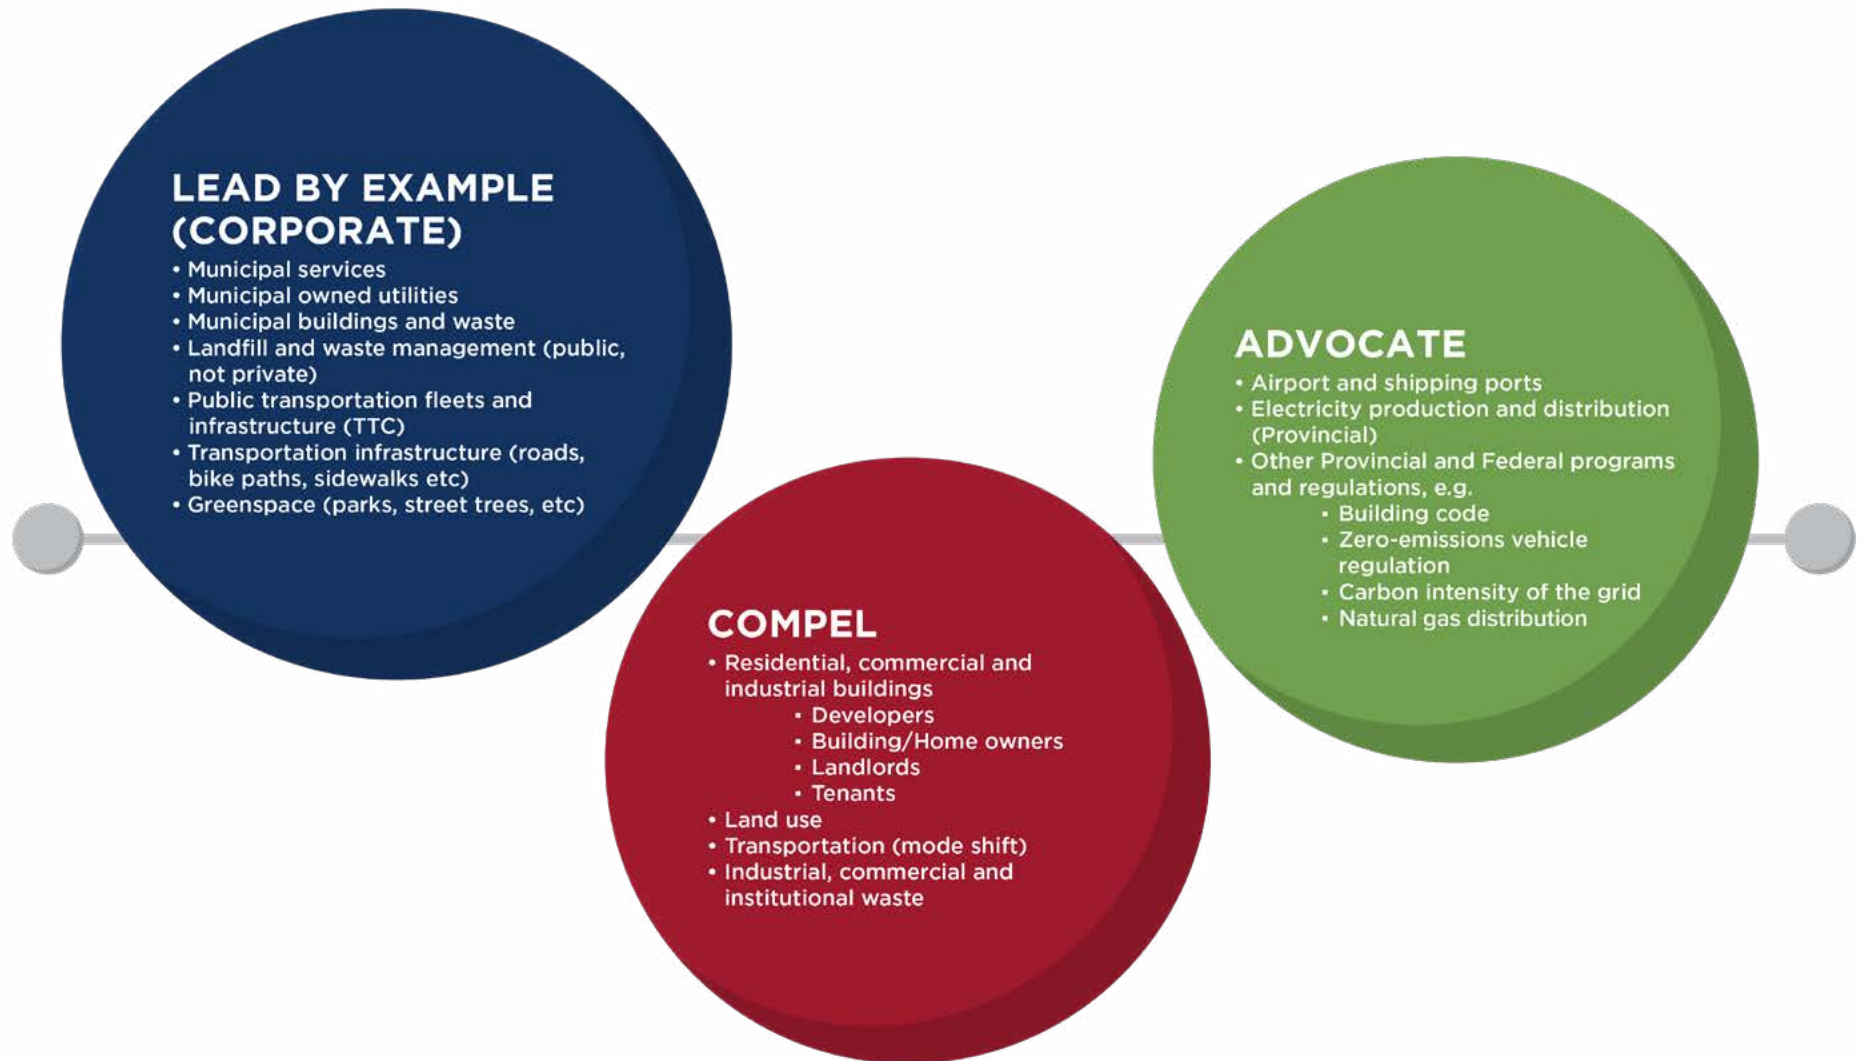 LEAD BY EXAMPLE
(CORPORATE)
• Municipal services
• Municipal owned utilities
• Municipal buildings and waste
• Landfill and waste management (public,
not private)
• Public transportation fleets and
infrastructure (TTC)
• Transportation infrastructure (roads,
bike paths, sidewalks etc)
• Greenspace (parks, street trees, etc)
COMPEL
• Residential, commercial and
industrial buildings
▪ Developers
▪ Building/Home owners
▪ Landlords
▪ Tenants
• Land use
• Transportation (mode shift)
• Industrial, commercial and
institutional waste
ADVOCATE
• Airport and shipping ports
• Electricity production and distribution
(Provincial)
• Other Provincial and Federal programs
and regulations, e.g.
▪ Building code
▪ Zero-emissions vehicle
regulation
▪ Carbon intensity of the grid
▪ Natural gas distribution